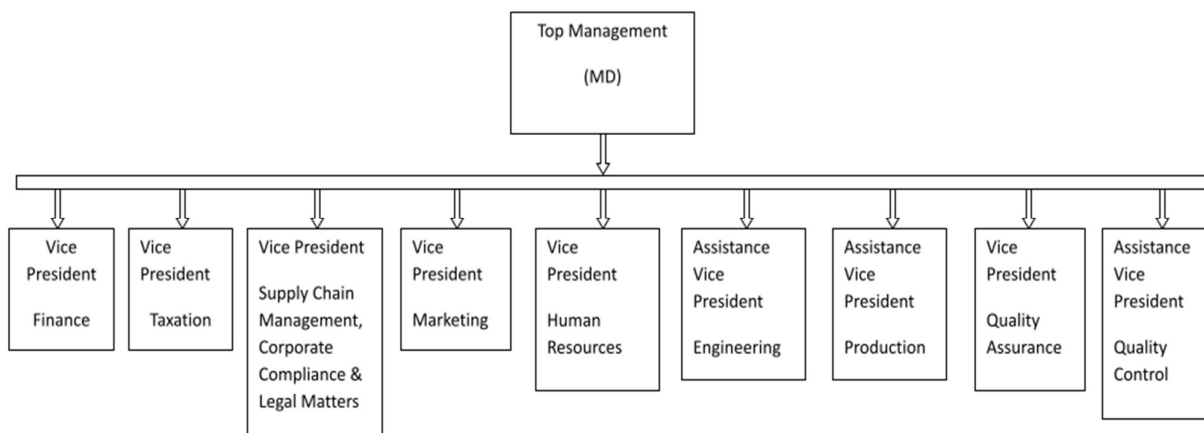 Top Management
(MD)
Vice
President
Finance
Vice
President
Taxation
Vice President
Supply Chain
Management,
Corporate
Compliance &
Legal Matters
Vice
President
Marketing
Vice
President
Human
Resources
Assistance
Vice
President
Engineering
Assistance
Vice
President
Production
Vice
President
Quality
Assurance
Assistance
Vice
President
Quality
Control